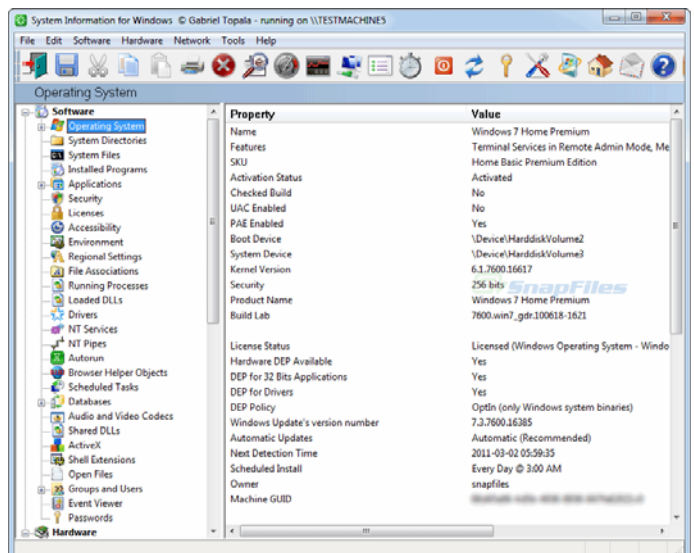 System Information for Windows © Gabriel Topala - running on \\TESTMACHINE5
File Edit Software Hardware Network Tools Help
Operating System
Software
Operating System
System Directories
System Files
Installed Programs
Applications
Security
Licenses
Accessibility
Environment
Regional Settings
File Associations
Running Processes
Loaded DLLs
Drivers
NT Services
NT Pipes
Autorun
Browser Helper Objects
Scheduled Tasks
Databases
Audio and Video Codecs
Shared DLLs
ActiveX
Shell Extensions
Open Files
Groups and Users
Event Viewer
Passwords
Hardware
Property Value
Name Windows 7 Home Premium
Features Terminal Services in Remote Admin Mode, Me
SKU Home Basic Premium Edition
Activation Status Activated
Checked Build No
UAC Enabled No
PAE Enabled Yes
Boot Device \Device\HarddiskVolume2
System Device \Device\HarddiskVolume3
Kernel Version 6.1.7600.16617
Security 256 bits
SnapFiles
Product Name Windows 7 Home Premium
Build Lab 7600.win7_gdr.100618-1621
License Status Licensed (Windows Operating System - Windo
Hardware DEP Available Yes
DEP for 32 Bits Applications Yes
DEP for Drivers Yes
DEP Policy OptIn (only Windows system binaries)
Windows Update's version number 7.3.7600.16385
Automatic Updates Automatic (Recommended)
Next Detection Time 2011-03-02 05:59:35
Scheduled Install Every Day @ 3:00 AM
Owner snapfiles
Machine GUID